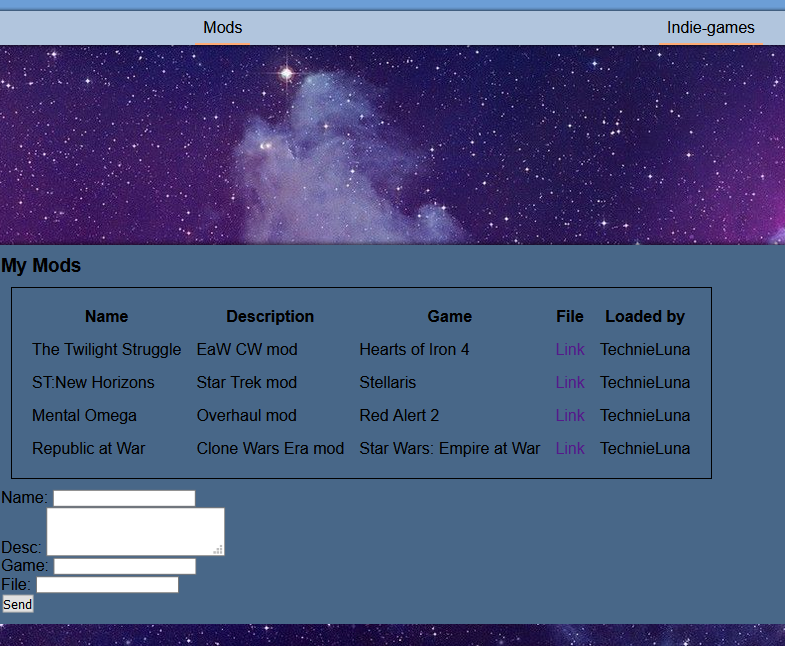 Mods Indie-games
My Mods
Name Description Game File Loaded by
The Twilight Struggle EaW CW mod Hearts of Iron 4 Link TechnieLuna
ST:New Horizons Star Trek mod Stellaris Link TechnieLuna
Mental Omega Overhaul mod Red Alert 2 Link TechnieLuna
Republic at War Clone Wars Era mod Star Wars: Empire at War Link TechnieLuna
Name:
Desc:
Game:
File:
Send